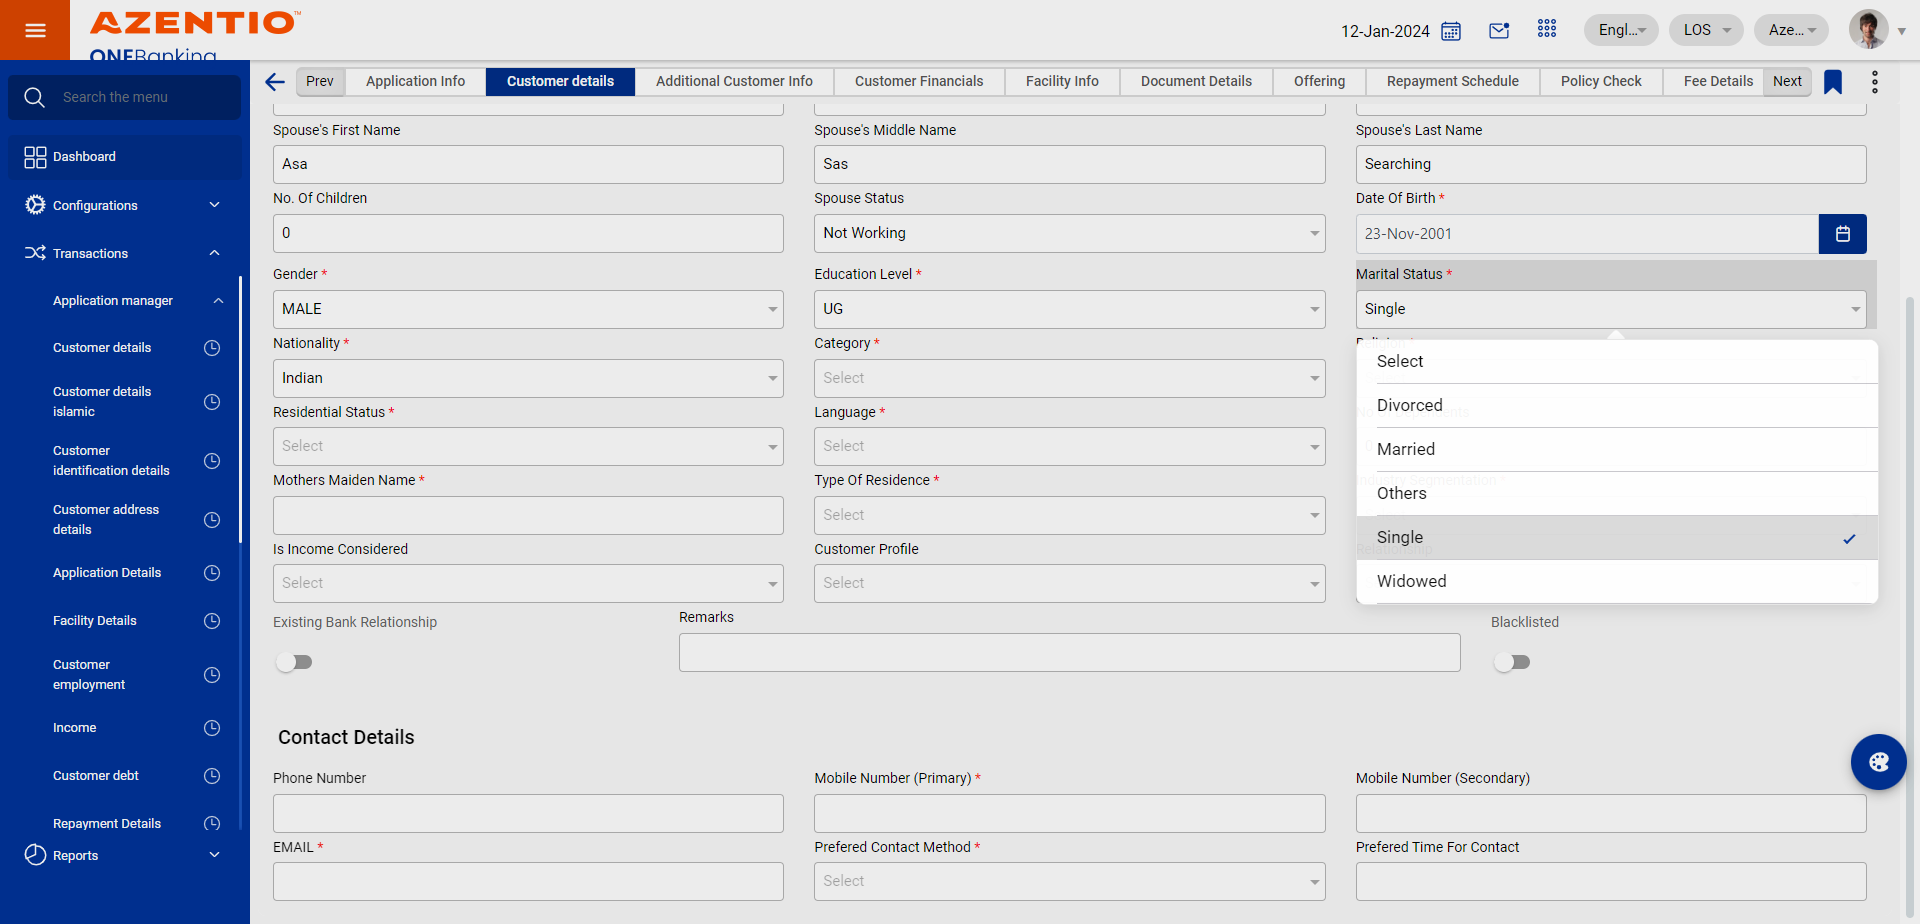 AZENTIO™
ONEBanking
12-Jan-2024
Engl...
LOS
Aze...
Search the menu
Dashboard
Configurations
Transactions
Application manager
Customer details
Customer details
islamic
Customer
identification details
Customer address
details
Application Details
Facility Details
Customer
employment
Income
Customer debt
Repayment Details
Reports
Prev
Application Info
Customer details
Additional Customer Info
Customer Financials
Facility Info
Document Details
Offering
Repayment Schedule
Policy Check
Fee Details
Next
Spouse's First Name
Spouse's Middle Name
Spouse's Last Name
Asa
Sas
Searching
No. Of Children
Spouse Status
Date Of Birth *
0
Not Working
23-Nov-2001
Gender *
Education Level *
Marital Status *
MALE
UG
Single
Nationality *
Category *
Religion *
Indian
Select
Residential Status *
Language *
Select
Select
Mothers Maiden Name *
Type Of Residence *
Industry Segmentation *
Select
Is Income Considered
Customer Profile
Relationship
Select
Select
Select
Divorced
Married
Others
Single
Widowed
Existing Bank Relationship
Remarks
Blacklisted
Contact Details
Phone Number
Mobile Number (Primary) *
Mobile Number (Secondary)
EMAIL *
Prefered Contact Method *
Prefered Time For Contact
Select